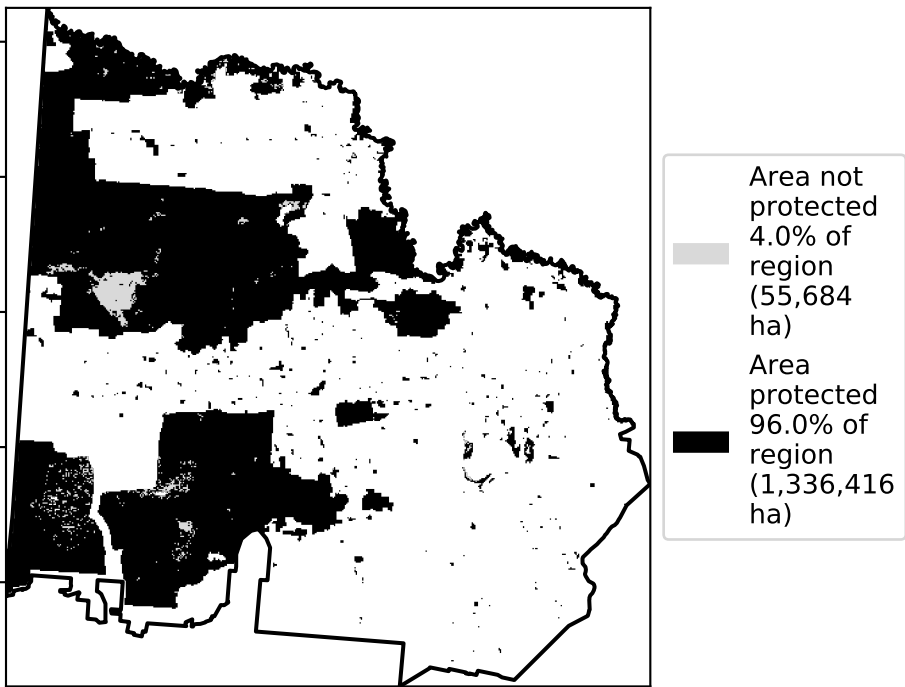 Area not
protected
4.0% of
region
(55,684
ha)
Area
protected
96.0% of
region
(1,336,416
ha)